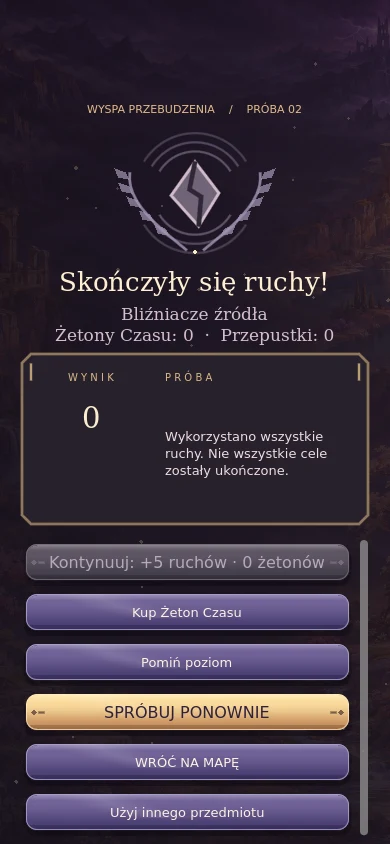 WYSPA PRZEBUDZENIA / PRÓBA 02
Skończyły się ruchy!
Bliźniacze źródła
Żetony Czasu: 0 · Przepustki: 0
WYNIK
0
PRÓBA
Wykorzystano wszystkie
ruchy. Nie wszystkie cele
zostały ukończone.
Kontynuuj: +5 ruchów · 0 żetonów
Kup Żeton Czasu
Pomiń poziom
SPRÓBUJ PONOWNIE
WRÓĆ NA MAPĘ
Użyj innego przedmiotu